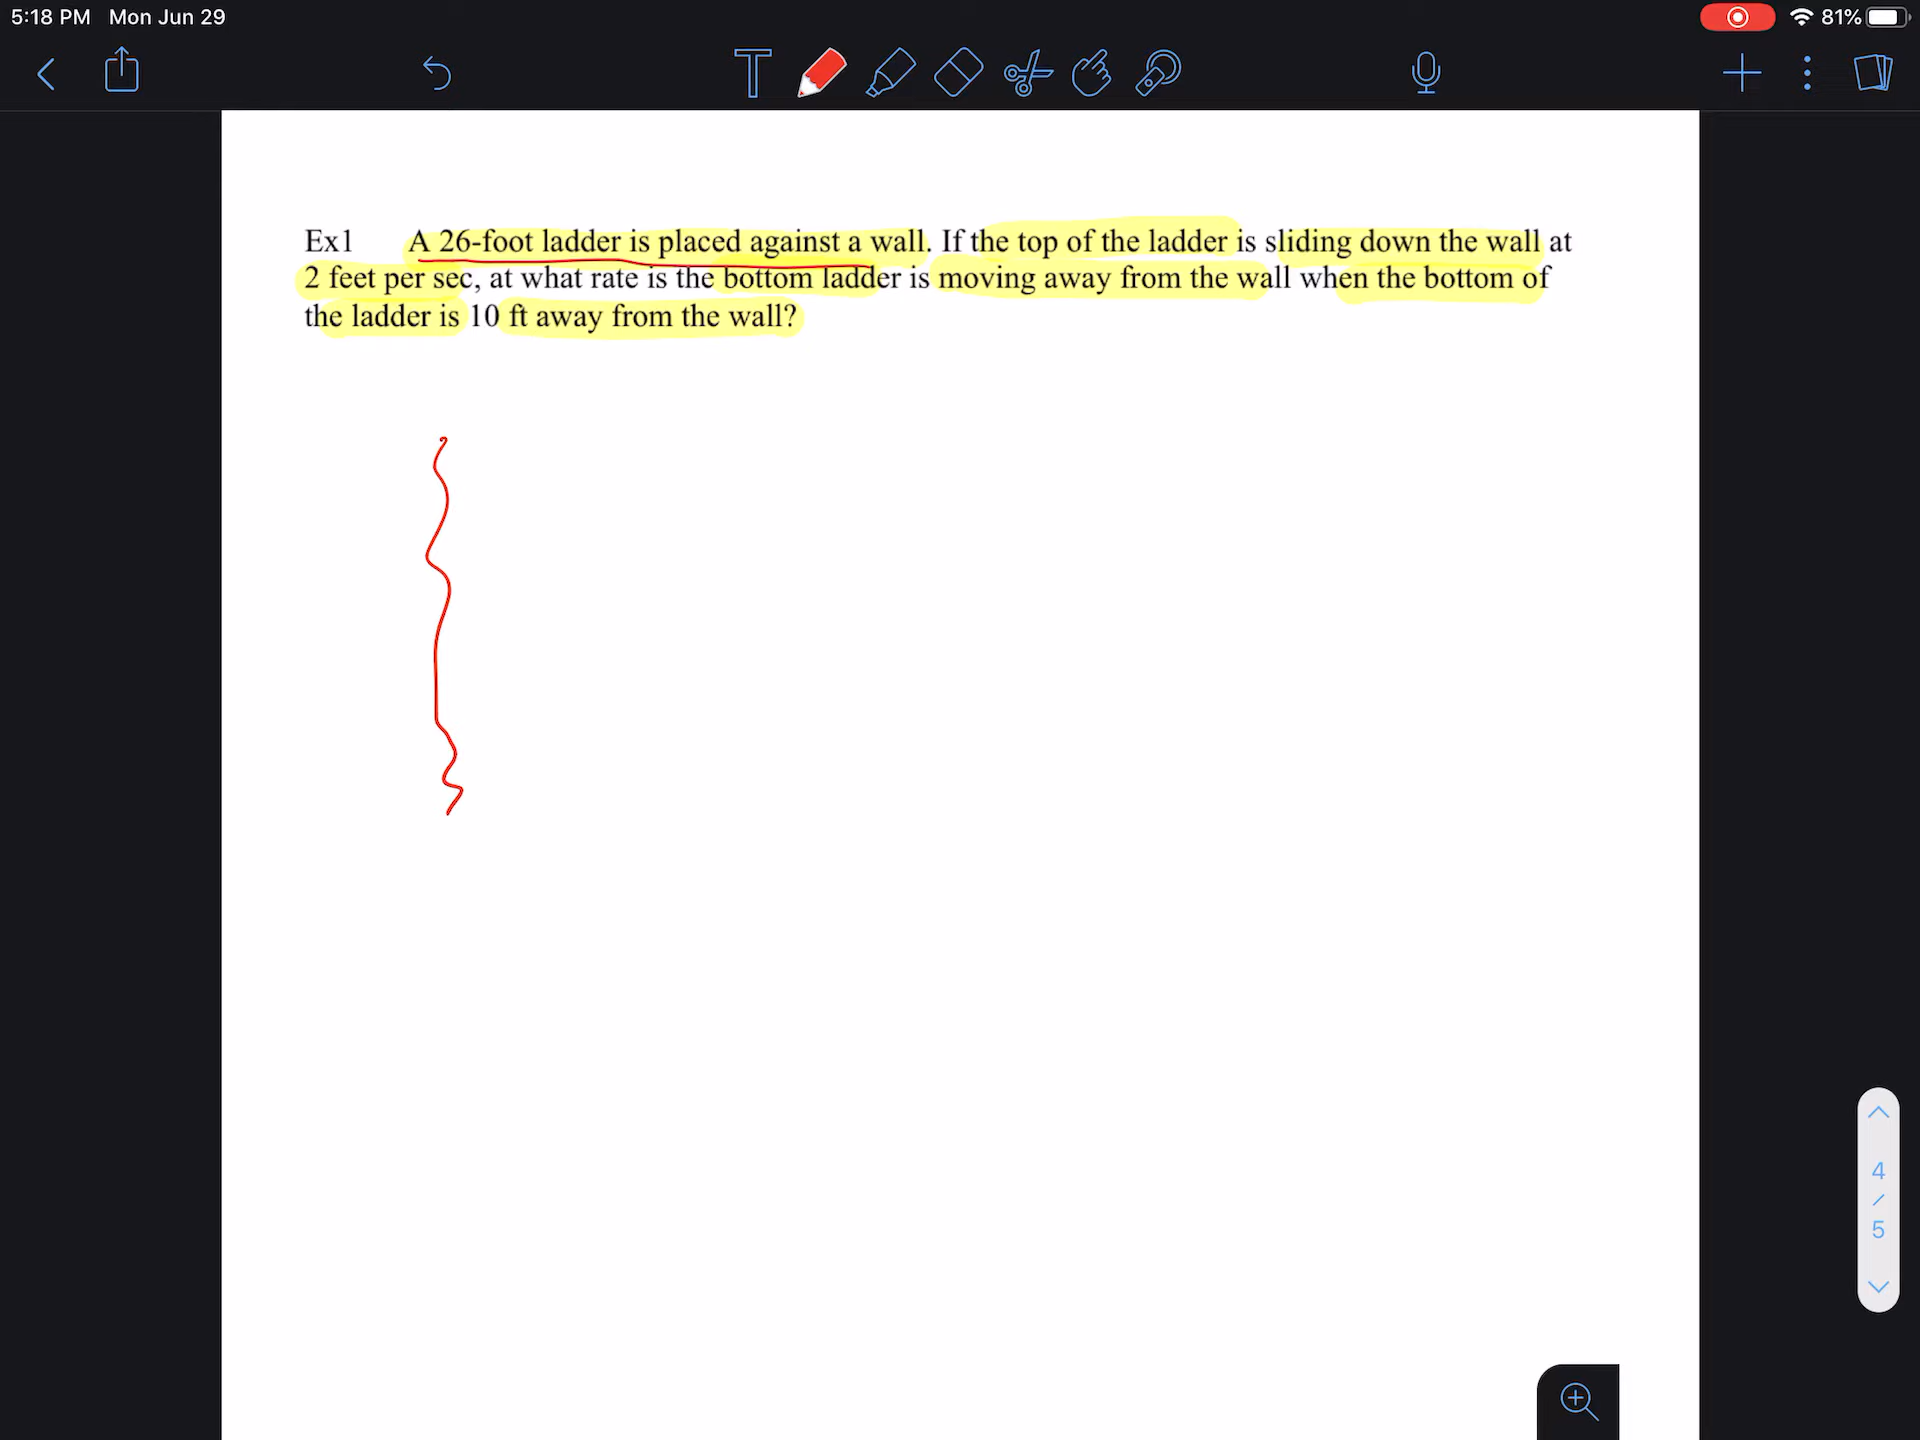 5:18 PM Mon Jun 29
81%
T
Ex1 A 26-foot ladder is placed against a wall. If the top of the ladder is sliding down the wall at
2 feet per sec, at what rate is the bottom ladder is moving away from the wall when the bottom of
the ladder is 10 ft away from the wall?
4
/
5